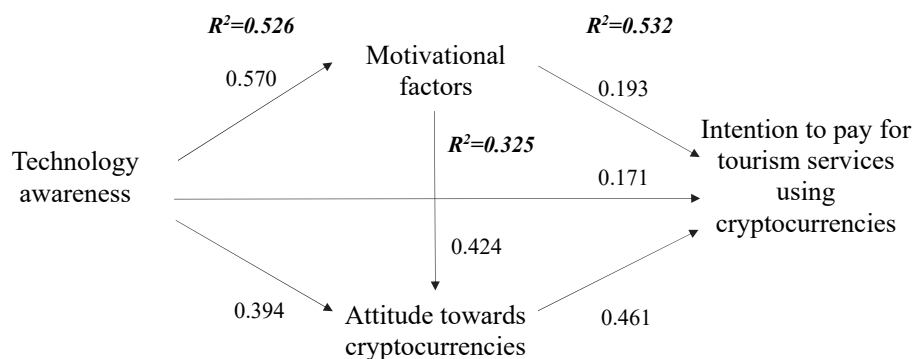 R²=0.526
R²=0.532
Motivational
factors
0.570
0.193
Intention to pay for
tourism services
using
cryptocurrencies
R²=0.325
Technology
awareness
0.171
0.424
0.394
Attitude towards
cryptocurrencies
0.461